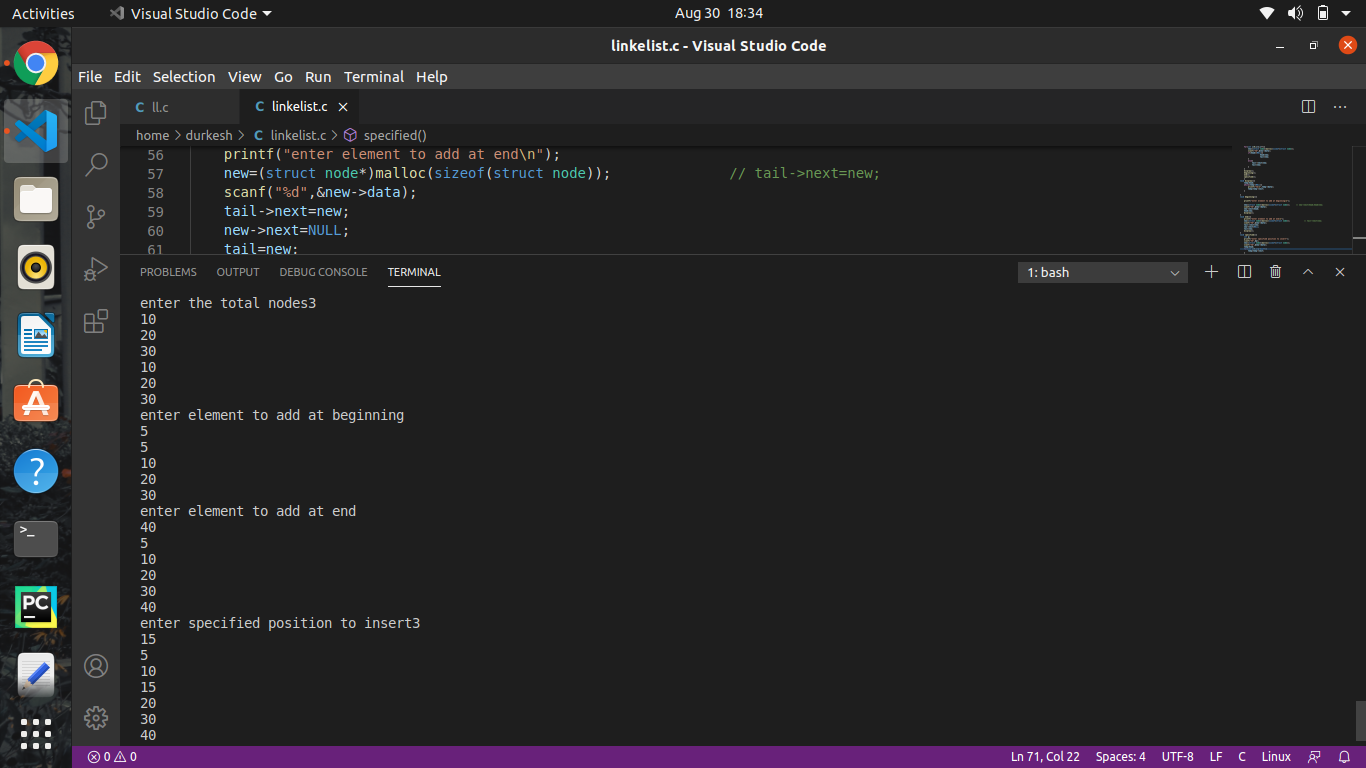 Activities Visual Studio Code Aug 30 18:34
linkelist.c - Visual Studio Code
File Edit Selection View Go Run Terminal Help
C ll.c C linkelist.c
home > durkesh > C linkelist.c > specified()
56 printf("enter element to add at end\n");
57 new=(struct node*)malloc(sizeof(struct node)); // tail->next=new;
58 scanf("%d",&new->data);
59 tail->next=new;
60 new->next=NULL;
61 tail=new;
PROBLEMS OUTPUT DEBUG CONSOLE TERMINAL 1: bash
enter the total nodes3
10
20
30
10
20
30
enter element to add at beginning
5
5
10
20
30
enter element to add at end
40
5
10
20
30
40
enter specified position to insert3
15
5
10
15
20
30
40
>_
PC
0 0 Ln 71, Col 22 Spaces: 4 UTF-8 LF C Linux